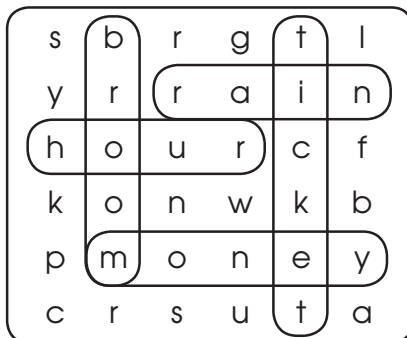 s b r g t l
y r r a i n
h o u r c f
k o n w k b
p m o n e y
c r s u t a